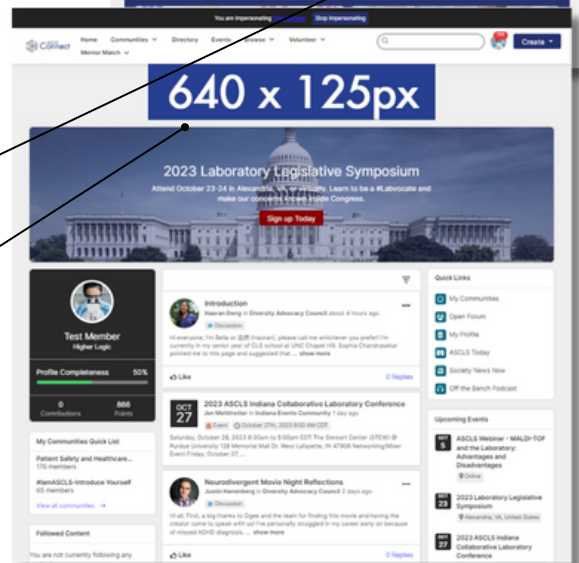 You are impersonating
Stop impersonating
Connect
Home
Communities
Directory
Events
Browse
Volunteer
Create
Mentor Match
640 x 125px
2023 Laboratory Legislative Symposium
Attend October 23-24 in Alexandria, VA, or virtually. Learn to be a #Labvocate and
make our concerns known inside Congress.
Sign up Today
Test Member
Higher Logic
Profile Completeness 50%
0
Contributions
866
Points
My Communities Quick List
Patient Safety and Healthcare...
176 members
#IamASCLS-Introduce Yourself
65 members
View all communities
Followed Content
You are not currently following any
Introduction
Haoran Deng in Diversity Advocacy Council about 4 hours ago
Discussion
Hi everyone, I'm Bella or (Haoran), please call me whichever you prefer! I'm
currently in my senior year of CLS school at UNC Chapel Hill. Sophia Chandrasekar
pointed me to this page and suggested that ... show more
Like
0 Replies
OCT
27
2023 ASCLS Indiana Collaborative Laboratory Conference
Jen in Indiana Events Community 1 day ago
Event
October 27th, 2023 8:00 AM CDT
Saturday, October 28, 2023 8:30am to 5:00pm EDT The Stewart Center (STEW) @
Purdue University 128 Memorial Mall Dr. West Lafayette, IN 47906 Networking/Mixer
Event Friday, October 27, ...
Neurodivergent Movie Night Reflections
Justin Hanenberg in Diversity Advocacy Council 2 days ago
Discussion
Hi all, First, a big thanks to Ogee and the team for finding this movie and having the
creator come to speak with us! I've personally struggled in my career early on because
of missed ADHD diagnosis. ... show more
Like
0 Replies
Quick Links
My Communities
Open Forum
My Profile
ASCLS Today
Society News Now
Off the Bench Podcast
Upcoming Events
OCT
5
ASCLS Webinar - MALDI-TOF
and the Laboratory:
Advantages and
Disadvantages
Online
OCT
23
2023 Laboratory Legislative
Symposium
Alexandria, VA, United States
OCT
27
2023 ASCLS Indiana
Collaborative Laboratory
Conference